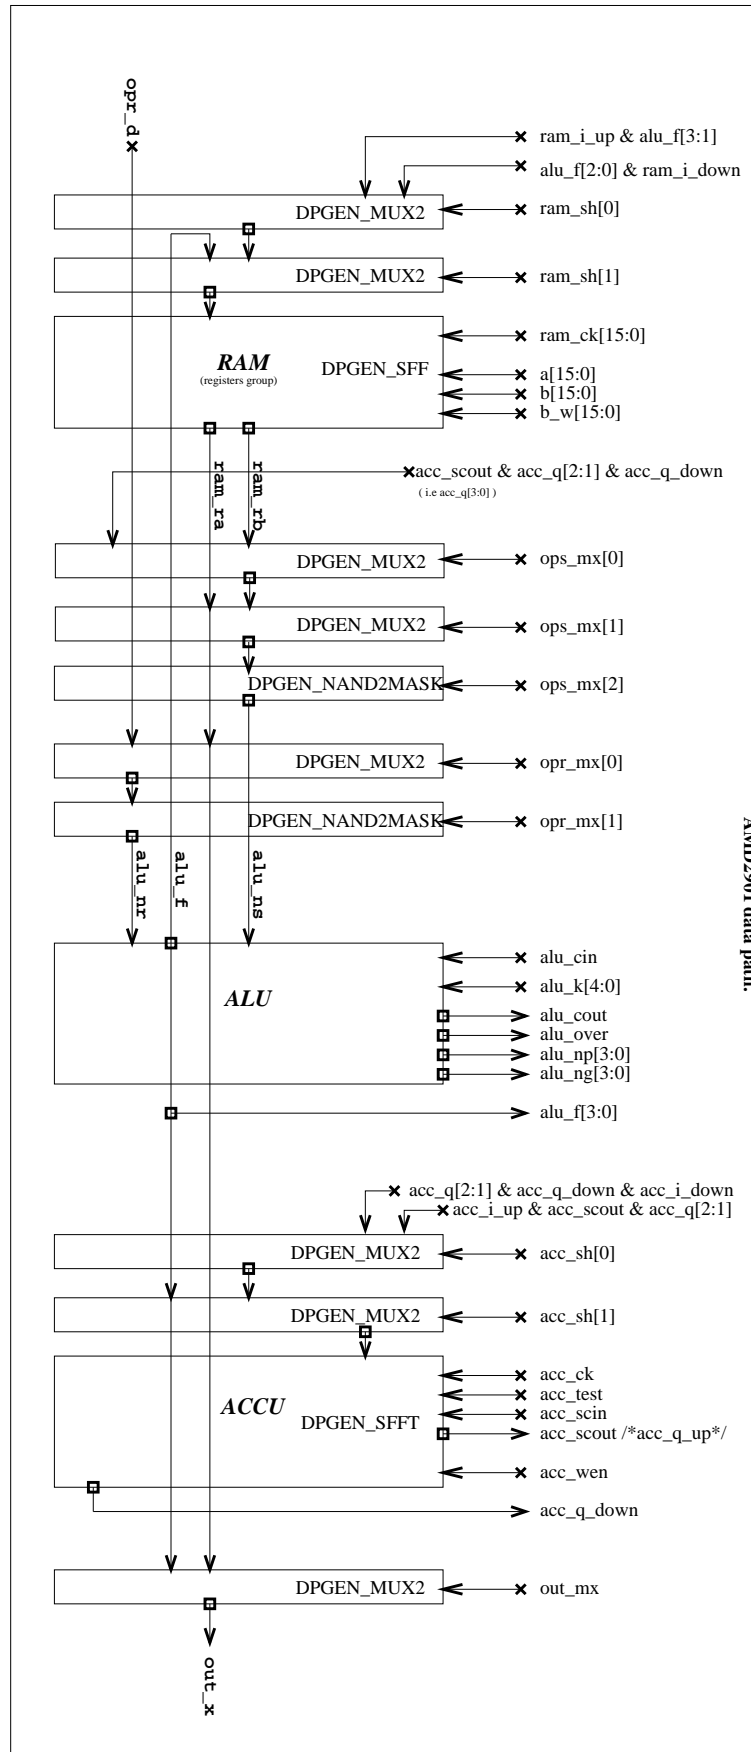 opr_d
ram_i_up & alu_f[3:1]
alu_f[2:0] & ram_i_down
DPGEN_MUX2
ram_sh[0]
DPGEN_MUX2
ram_sh[1]
RAM
(registers group)
DPGEN_SFF
ram_ck[15:0]
a[15:0]
b[15:0]
b_w[15:0]
ram_ra
ram_rb
acc_scout & acc_q[2:1] & acc_q_down
( i.e acc_q[3:0] )
DPGEN_MUX2
ops_mx[0]
DPGEN_MUX2
ops_mx[1]
DPGEN_NAND2MASK
ops_mx[2]
DPGEN_MUX2
opr_mx[0]
DPGEN_NAND2MASK
opr_mx[1]
alu_nr
alu_f
alu_ns
AMD2901 data path.
ALU
alu_cin
alu_k[4:0]
alu_cout
alu_over
alu_np[3:0]
alu_ng[3:0]
alu_f[3:0]
acc_q[2:1] & acc_q_down & acc_i_down
acc_i_up & acc_scout & acc_q[2:1]
DPGEN_MUX2
acc_sh[0]
DPGEN_MUX2
acc_sh[1]
ACCU
DPGEN_SFFT
acc_ck
acc_test
acc_scin
acc_scout /*acc_q_up*/
acc_wen
acc_q_down
DPGEN_MUX2
out_mx
out_x